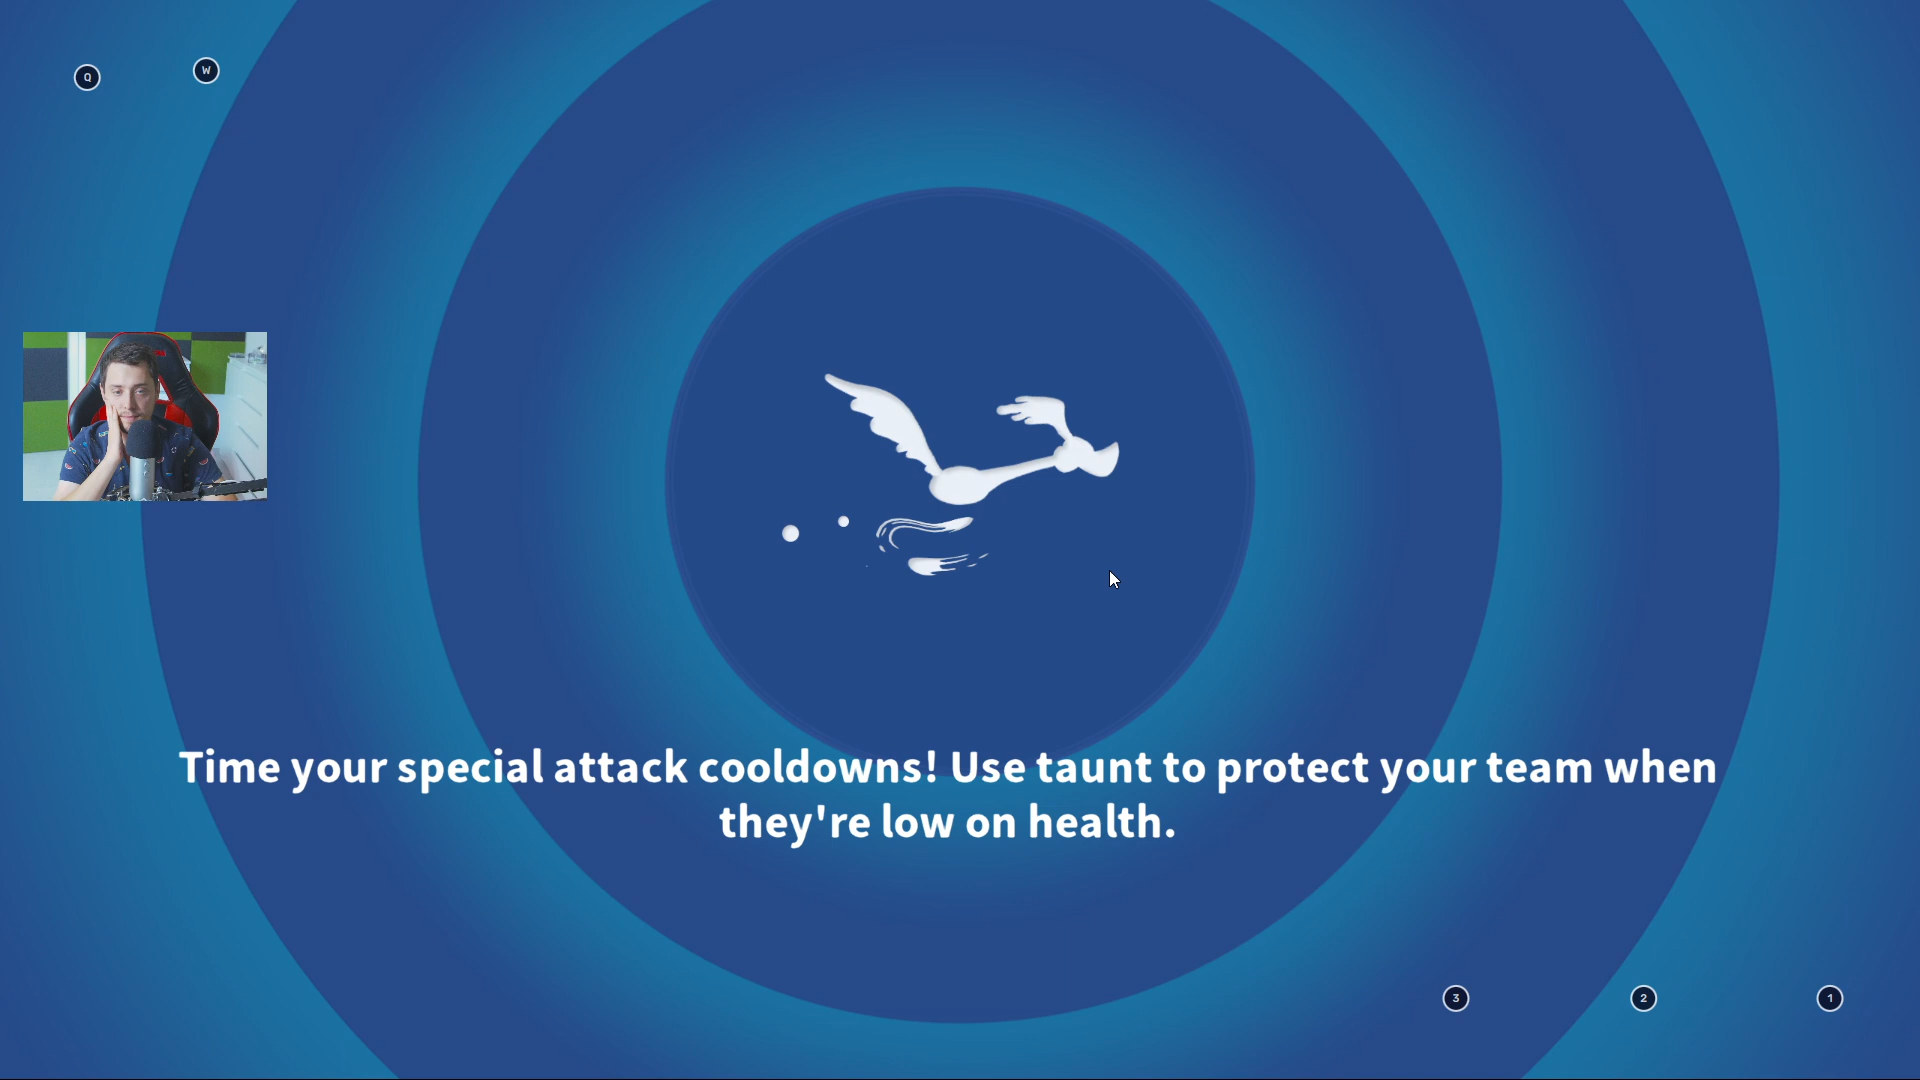 Q
W
Time your special attack cooldowns! Use taunt to protect your team when
they're low on health.
3
2
1